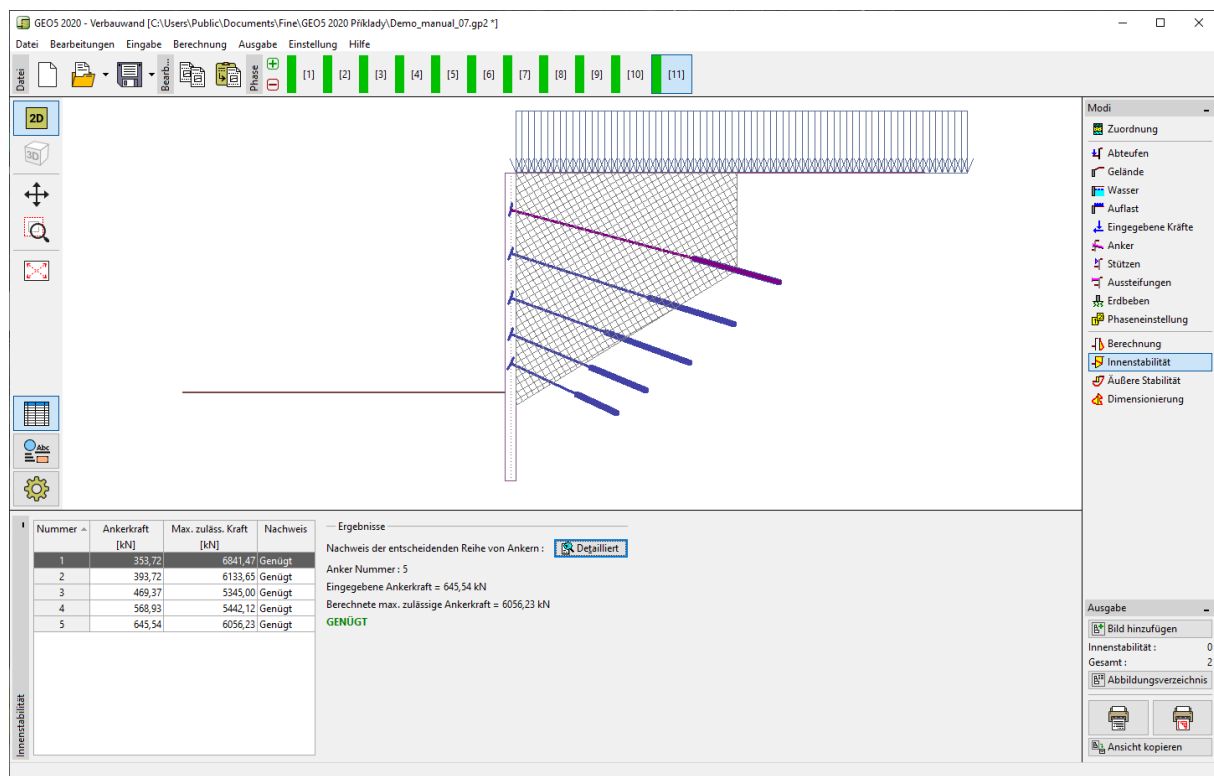 GEO5 2020 - Verbauwand [C:\Users\Public\Documents\Fine\GEO5 2020 Příklady\Demo_manual_07.gp2 *]
Datei Bearbeitungen Eingabe Berechnung Ausgabe Einstellung Hilfe
Datei
Bearb...
Phase
[1] [2] [3] [4] [5] [6] [7] [8] [9] [10] [11]
2D
3D
Abc
Modi
Zuordnung
Abteufen
Gelände
Wasser
Auflast
Eingegebene Kräfte
Anker
Stützen
Aussteifungen
Erdbeben
Phaseneinstellung
Berechnung
Innenstabilität
Äußere Stabilität
Dimensionierung
Innenstabilität
Nummer Ankerkraft Max. zuläss. Kraft Nachweis
[kN] [kN]
1 353,72 6841,47 Genügt
2 393,72 6133,65 Genügt
3 469,37 5345,00 Genügt
4 568,93 5442,12 Genügt
5 645,54 6056,23 Genügt
Ergebnisse
Nachweis der entscheidenden Reihe von Ankern : Detailliert
Anker Nummer : 5
Eingegebene Ankerkraft = 645,54 kN
Berechnete max. zulässige Ankerkraft = 6056,23 kN
GENÜGT
Ausgabe
Bild hinzufügen
Innenstabilität : 0
Gesamt : 2
Abbildungsverzeichnis
Ansicht kopieren